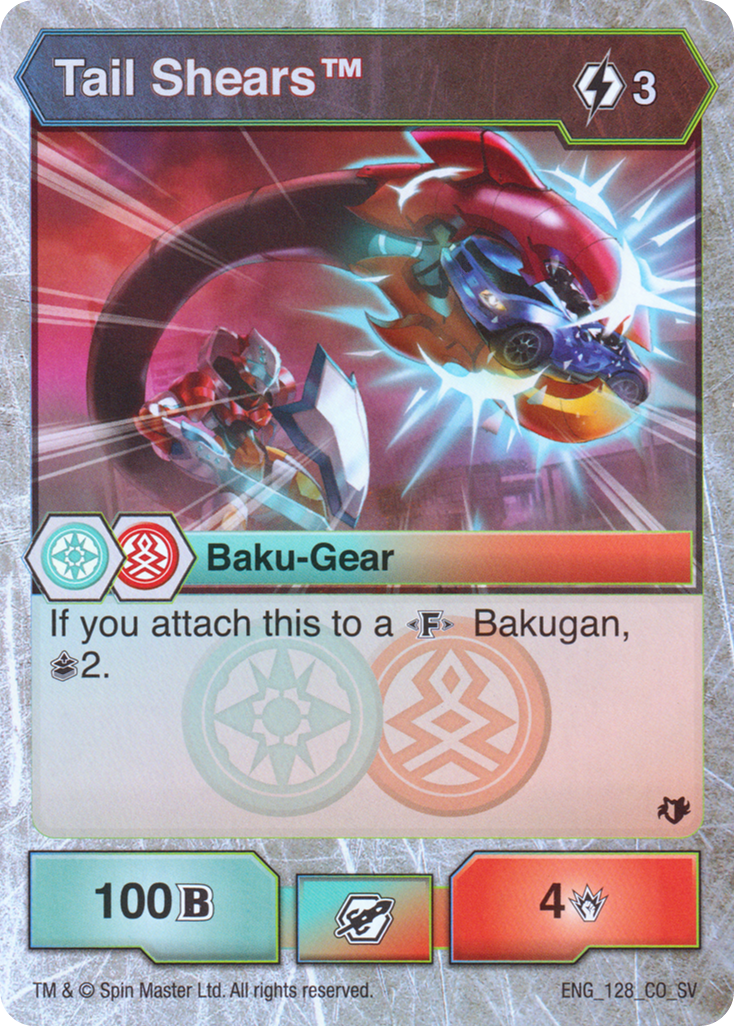 Tail Shears™
3
Baku-Gear
If you attach this to a F Bakugan,
2.
100B
4
TM & © Spin Master Ltd. All rights reserved.
ENG_128_CO_SV